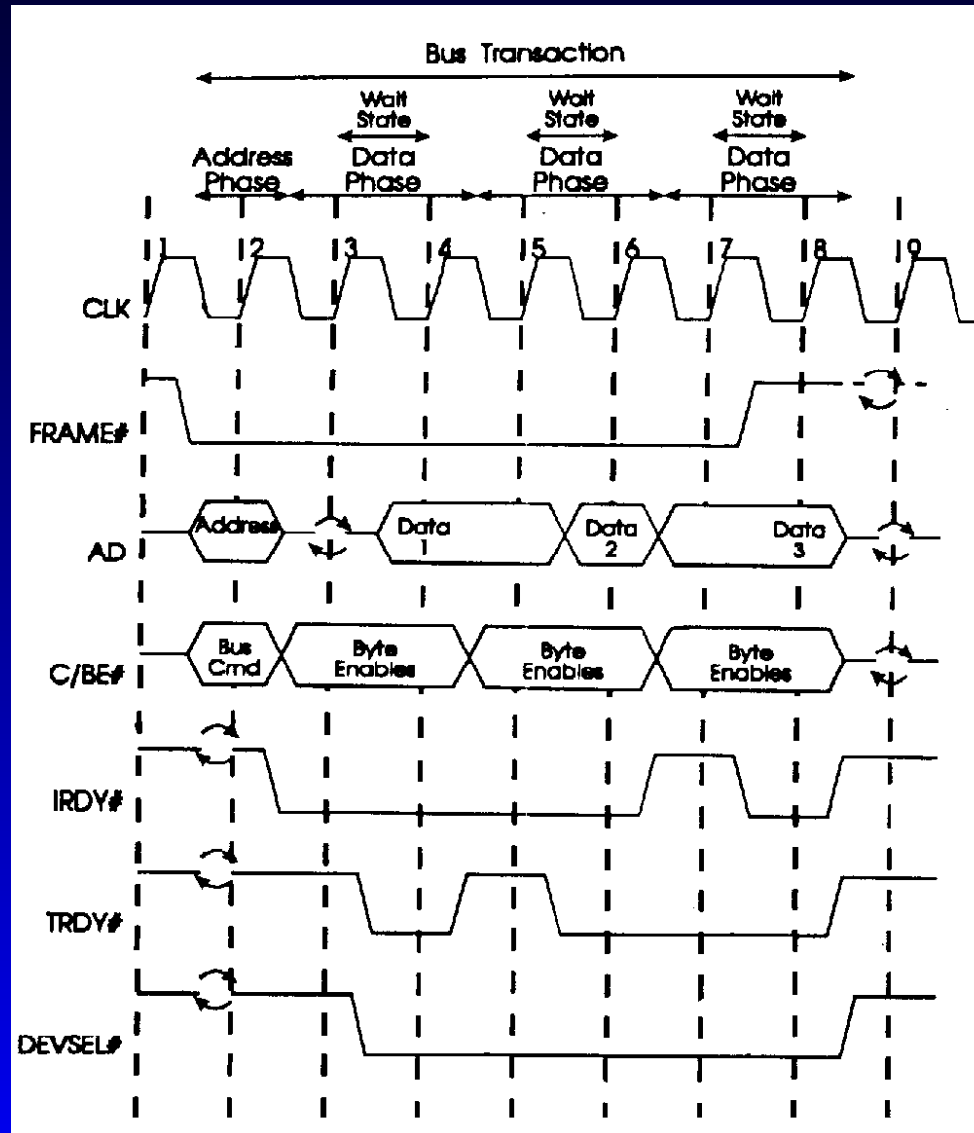 Bus Transaction
Wait State
Wait State
Wait State
Address Phase
Data Phase
Data Phase
Data Phase
1 2 3 4 5 6 7 8 9
CLK
FRAME#
AD
Address
Data 1
Data 2
Data 3
C/BE#
Bus Cmd
Byte Enables
Byte Enables
Byte Enables
IRDY#
TRDY#
DEVSEL#